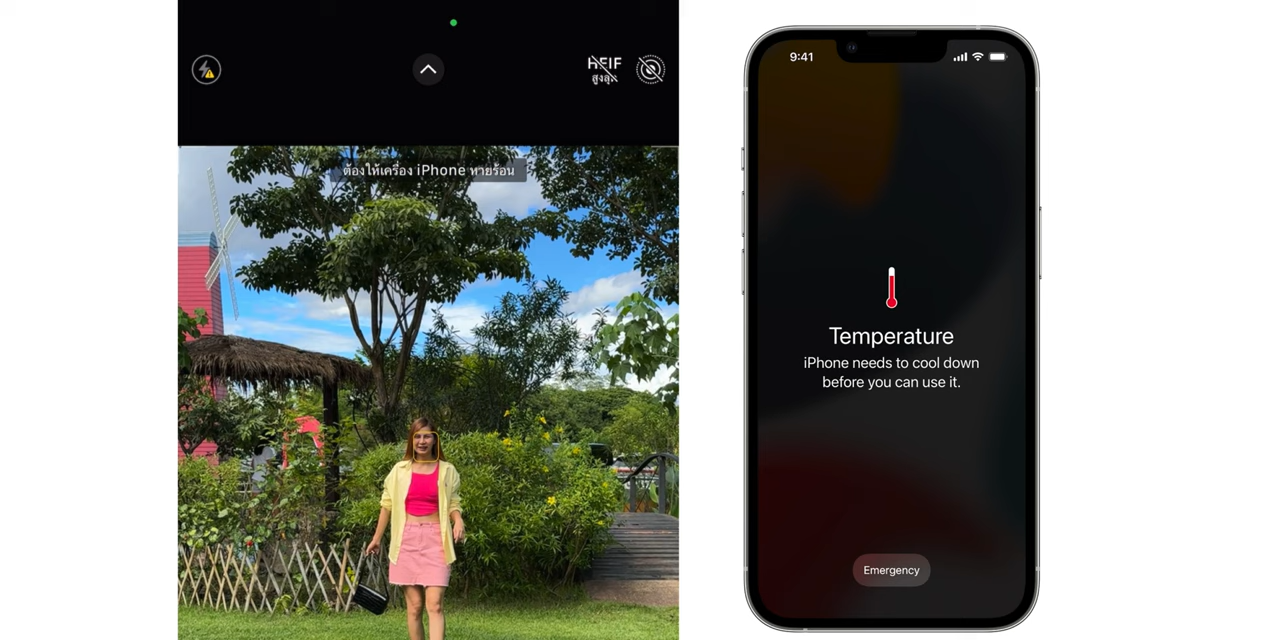 HEIF
สูงสุด
ต้องให้เครื่อง iPhone หายร้อน
9:41
Temperature
iPhone needs to cool down
before you can use it.
Emergency